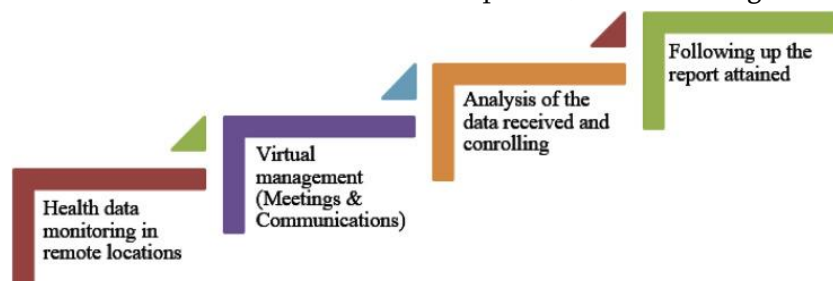 Health data
monitoring in
remote locations
Virtual
management
(Meetings &
Communications)
Analysis of the
data received and
conrolling
Following up the
report attained